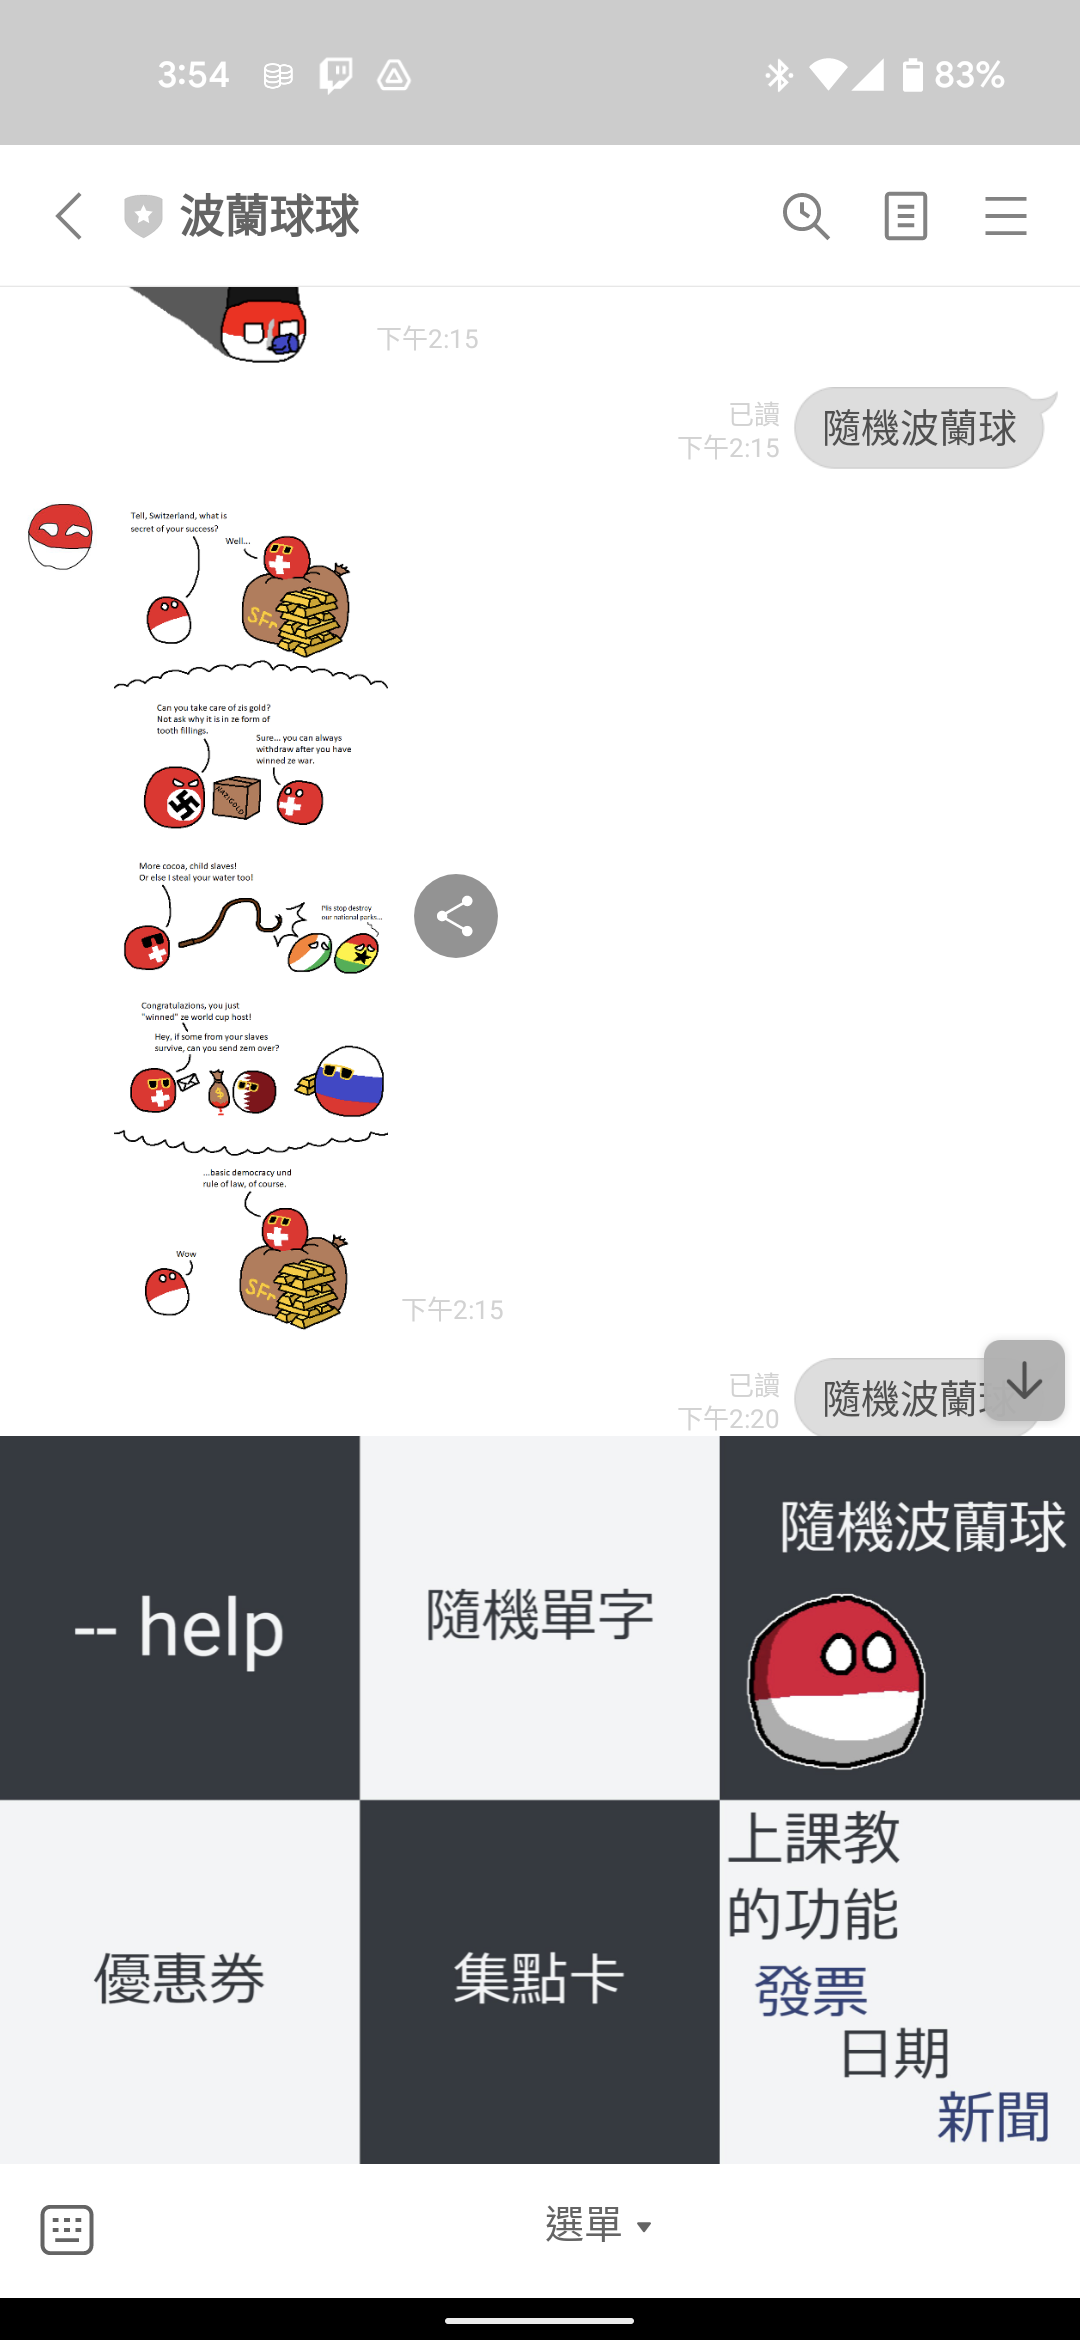 3:54
83%
波蘭球球
下午2:15
已讀
下午2:15
隨機波蘭球
Tell, Switzerland, what is
secret of your success?
Well...
SFr
Can you take care of zis gold?
Not ask why it is in ze form of
tooth fillings.
Sure... you can always
withdraw after you have
winned ze war.
NAZIGOLD
More cocoa, child slaves!
Or else I steal your water too!
Plis stop destroy
our national parks...
Congratulazions, you just
"winned" ze world cup host!
Hey, if some from your slaves
survive, can you send zem over?
$
...basic democracy und
rule of law, of course.
Wow
SFr
下午2:15
已讀
下午2:20
隨機波蘭球
-- help
隨機單字
隨機波蘭球
優惠券
集點卡
上課教
的功能
發票
日期
新聞
選單